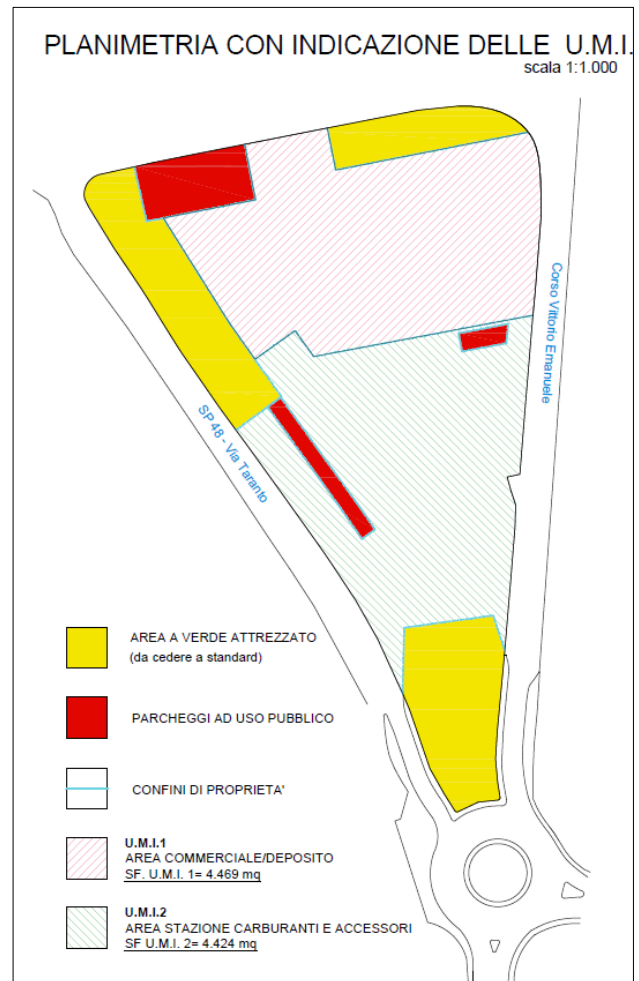 PLANIMETRIA CON INDICAZIONE DELLE U.M.I.
scala 1:1.000
Corso Vittorio Emanuele
SP 48 - Via Taranto
AREA A VERDE ATTREZZATO
(da cedere a standard)
PARCHEGGI AD USO PUBBLICO
CONFINI DI PROPRIETA'
U.M.I.1
AREA COMMERCIALE/DEPOSITO
SF. U.M.I. 1= 4.469 mq
U.M.I.2
AREA STAZIONE CARBURANTI E ACCESSORI
SF U.M.I. 2= 4.424 mq